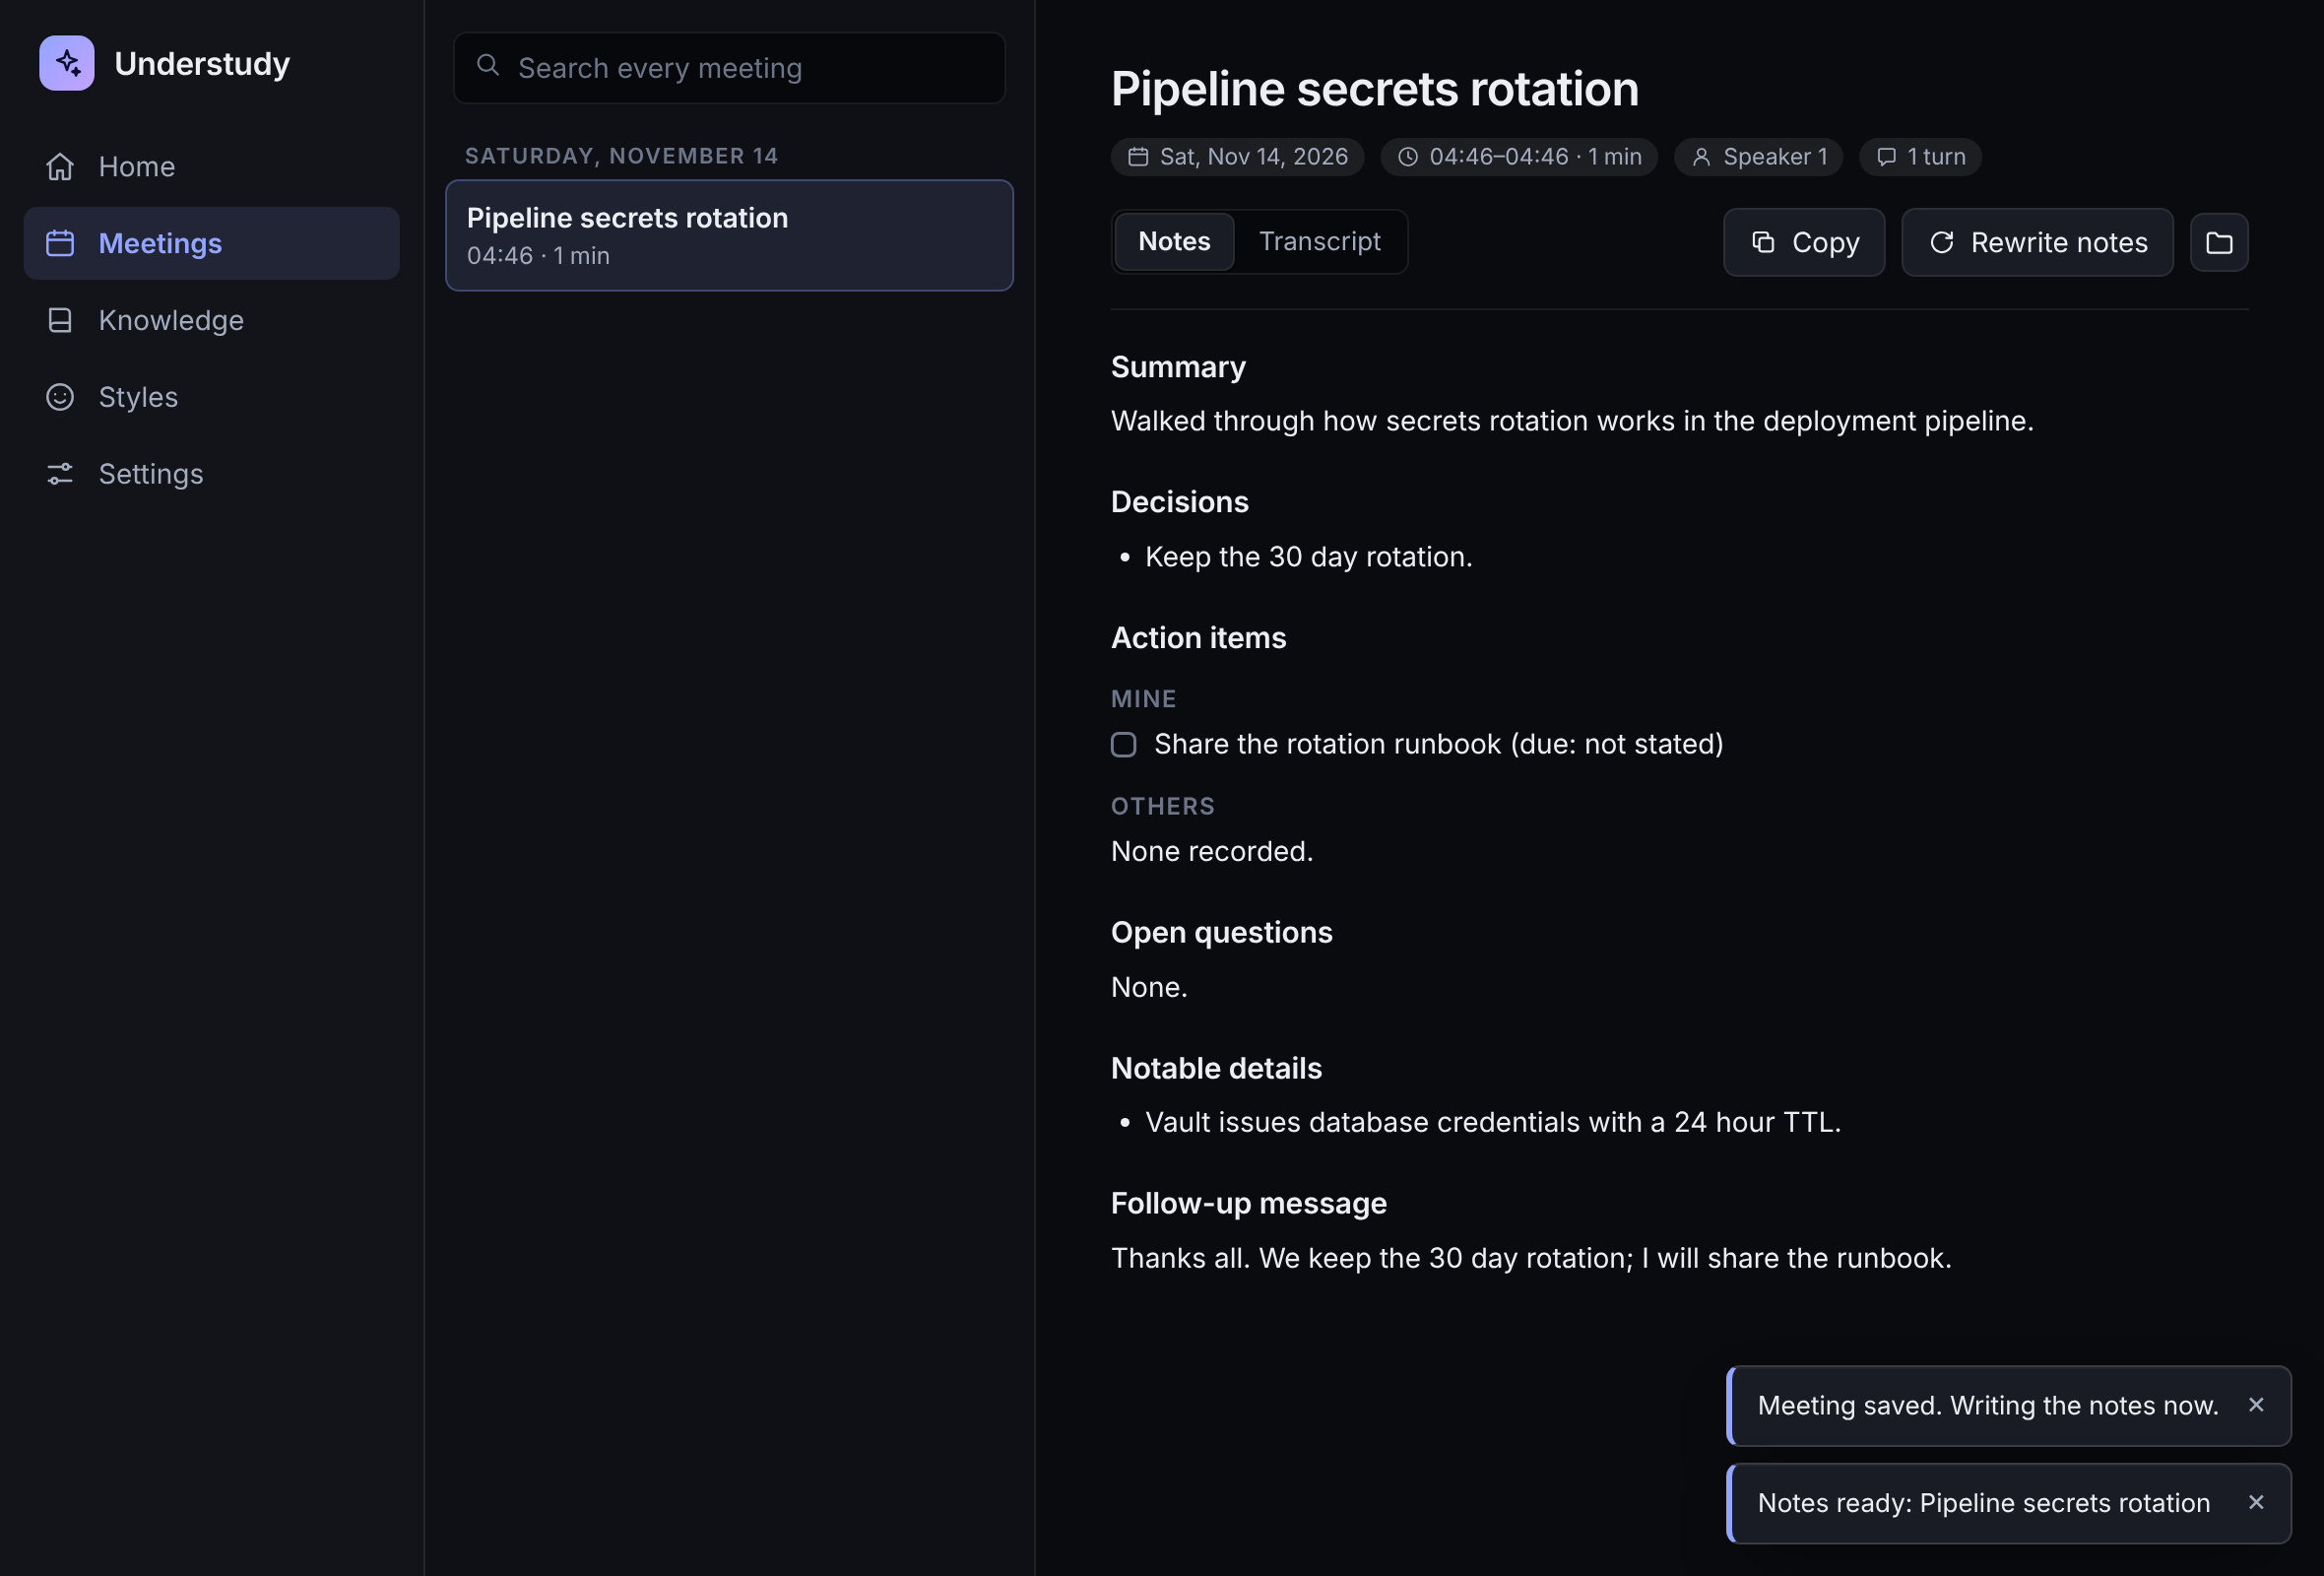 Understudy
Home
Meetings
Knowledge
Styles
Settings
Search every meeting
SATURDAY, NOVEMBER 14
Pipeline secrets rotation
04:46 · 1 min
Pipeline secrets rotation
Sat, Nov 14, 2026
04:46–04:46 · 1 min
Speaker 1
1 turn
Notes
Transcript
Copy
Rewrite notes
Summary
Walked through how secrets rotation works in the deployment pipeline.
Decisions
• Keep the 30 day rotation.
Action items
MINE
Share the rotation runbook (due: not stated)
OTHERS
None recorded.
Open questions
None.
Notable details
• Vault issues database credentials with a 24 hour TTL.
Follow-up message
Thanks all. We keep the 30 day rotation; I will share the runbook.
Meeting saved. Writing the notes now.
Notes ready: Pipeline secrets rotation